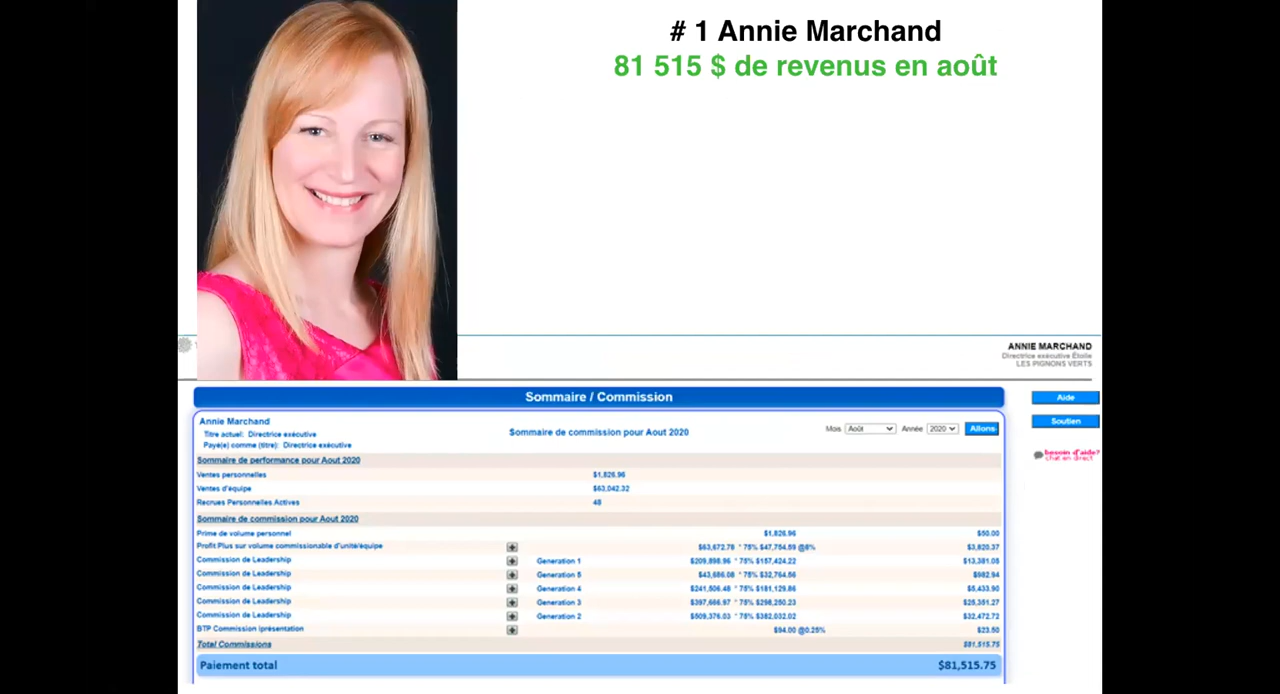 # 1 Annie Marchand
81 515 $ de revenus en août
ANNIE MARCHAND
Directrice exécutive Étoile
LES PIGNONS VERTS
Sommaire / Commission
Aide
Soutien
besoin d'aide?
chat en direct
Annie Marchand
Titre actuel: Directrice exécutive
Payé(e) comme (titre): Directrice exécutive
Sommaire de commission pour Aout 2020
Mois Août Année 2020 Allons
Sommaire de performance pour Aout 2020
Ventes personnelles $1,826.96
Ventes d'équipe $63,042.32
Recrues Personnelles Actives 48
Sommaire de commission pour Aout 2020
Prime de volume personnel $1,826.96 $50.00
Profit Plus sur volume commissionable d'unité/équipe $63,672.78 * 75% $47,754.59 @8% $3,820.37
Commission de Leadership Generation 1 $209,898.96 * 75% $157,424.22 $13,381.05
Commission de Leadership Generation 5 $43,686.08 * 75% $32,764.56 $982.94
Commission de Leadership Generation 4 $241,506.48 * 75% $181,129.86 $5,433.90
Commission de Leadership Generation 3 $397,666.97 * 75% $298,250.23 $25,351.27
Commission de Leadership Generation 2 $509,376.03 * 75% $382,032.02 $32,472.72
BTP Commission (présentation $94.00 @0.25% $23.50
Total Commissions $81,515.75
Paiement total $81,515.75